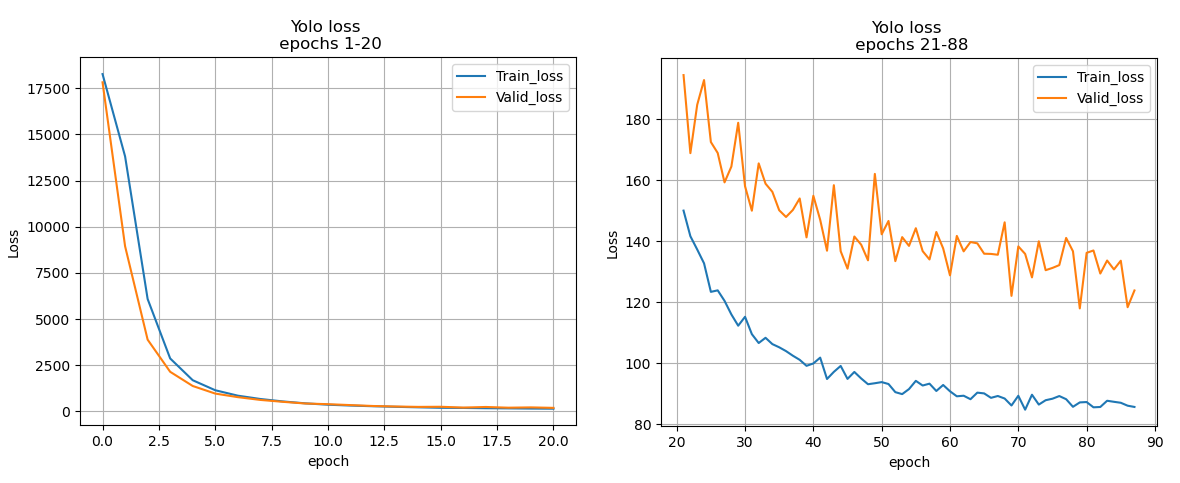 Yolo loss
epochs 1-20
Train_loss
Valid_loss
17500
15000
12500
10000
7500
5000
2500
0
Loss
0.0
2.5
5.0
7.5
10.0
12.5
15.0
17.5
20.0
epoch
Yolo loss
epochs 21-88
Train_loss
Valid_loss
180
160
140
120
100
80
Loss
20
30
40
50
60
70
80
90
epoch